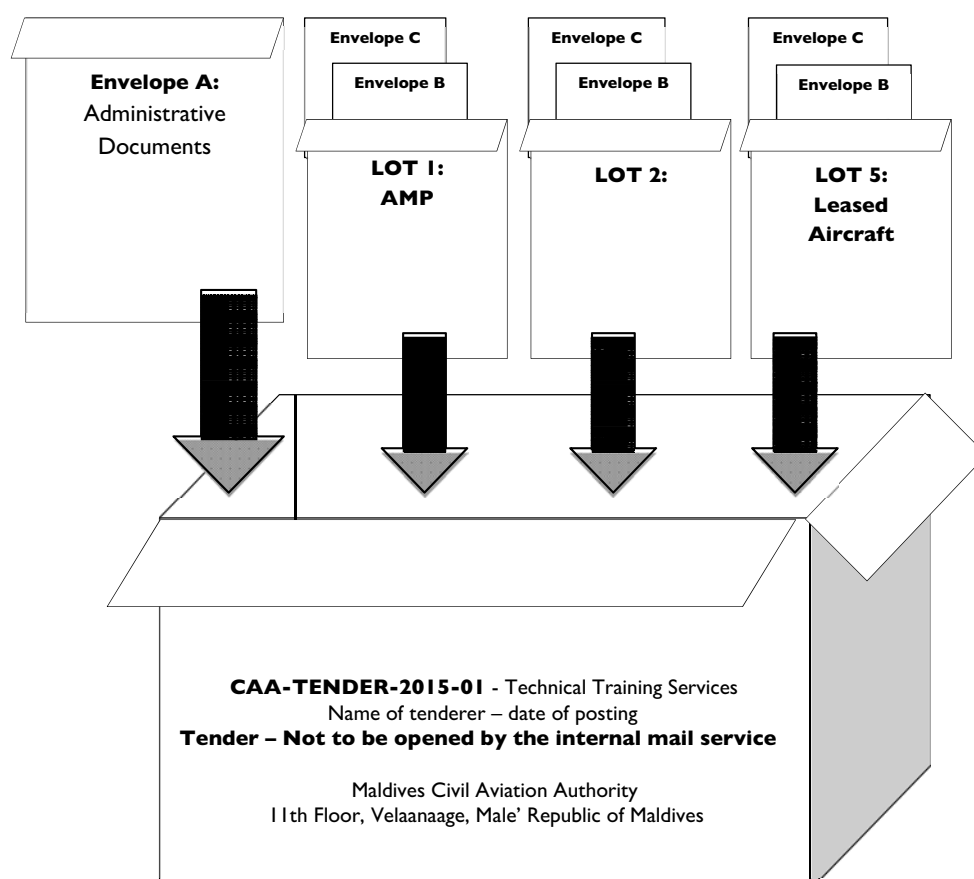 Envelope A:
Administrative
Documents
Envelope C
Envelope B
LOT 1:
AMP
Envelope C
Envelope B
LOT 2:
Envelope C
Envelope B
LOT 5:
Leased
Aircraft
CAA-TENDER-2015-01 - Technical Training Services
Name of tenderer – date of posting
Tender – Not to be opened by the internal mail service
Maldives Civil Aviation Authority
11th Floor, Velaanaage, Male’ Republic of Maldives